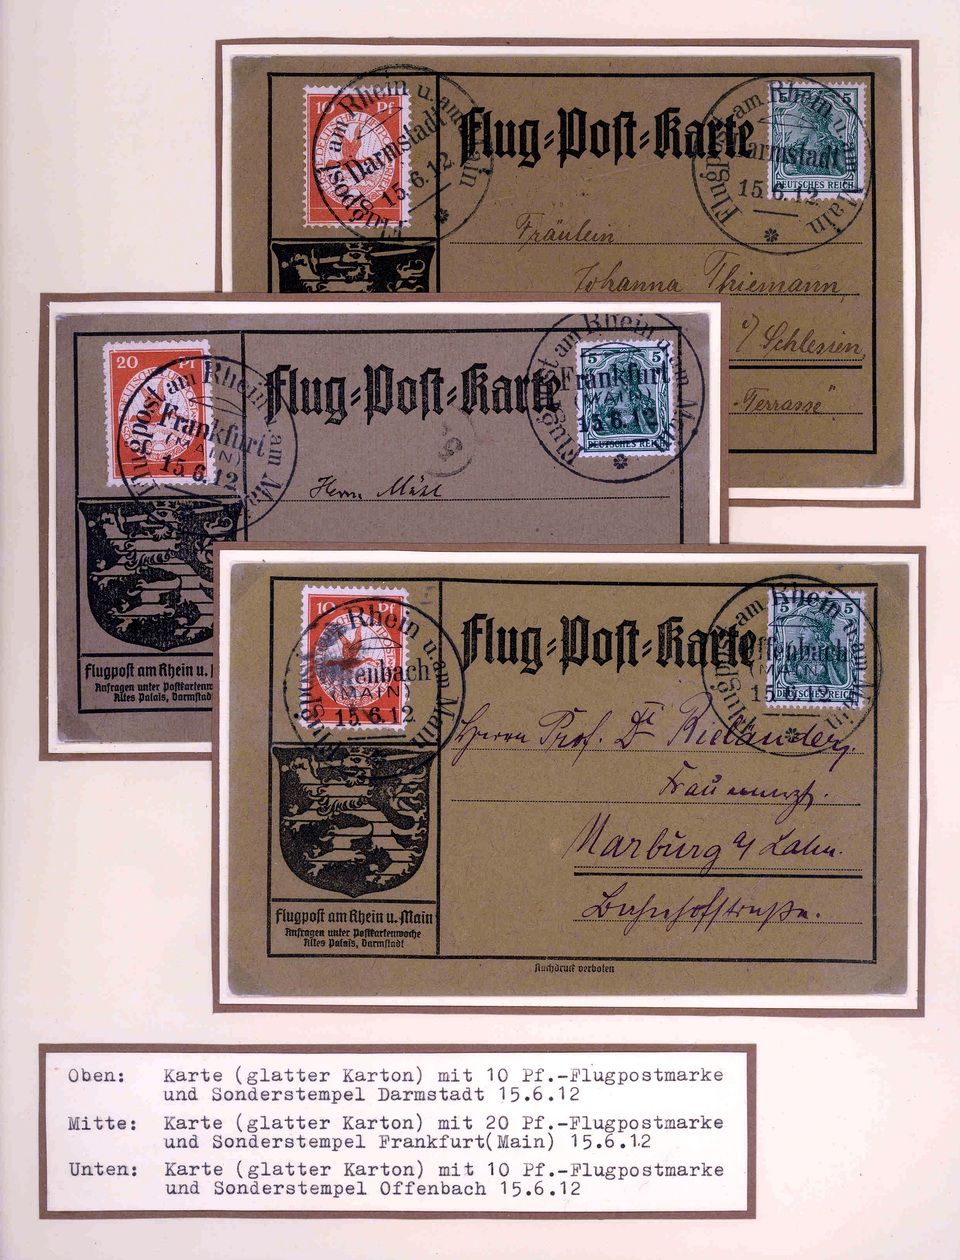 10 Pf
Flugpost am Rhein u. am Main
Darmstadt
15.6.12
Flug-Post-Karte
5 5
DEUTSCHES REICH
Flugpost am Rhein u. am Main
Darmstadt
15.6.12
Fräulein
Johanna Thiemann,
i/ Schlesien,
-Terrasse".
20 Pf
Flugpost am Rhein u. am Main
Frankfurt
(MAIN)
15.6.12
Flug-Post-Karte
5 5
DEUTSCHES REICH
Flugpost am Rhein u. am Main
Frankfurt
(MAIN)
15.6.12
Herrn
Flugpost am Rhein u.
Anfragen unter Postkartenw
Altes Palais, Darmstadt
10 Pf
Flugpost am Rhein u. am Main
Offenbach
(MAIN)
15.6.12
Flug-Post-Karte
5 5
DEUTSCHES REICH
Flugpost am Rhein u. am Main
Offenbach
(MAIN)
15.6.12
Herrn Prof. Dr Rieländer,
Frauenarzt.
Marburg a/ Lahn.
Bahnhofstraße.
Flugpost am Rhein u. Main
Anfragen unter Postkartenwoche
Altes Palais, Darmstadt
Nachdruck verboten
Oben: Karte (glatter Karton) mit 10 Pf.-Flugpostmarke
und Sonderstempel Darmstadt 15.6.12
Mitte: Karte (glatter Karton) mit 20 Pf.-Flugpostmarke
und Sonderstempel Frankfurt(Main) 15.6.12
Unten: Karte (glatter Karton) mit 10 Pf.-Flugpostmarke
und Sonderstempel Offenbach 15.6.12